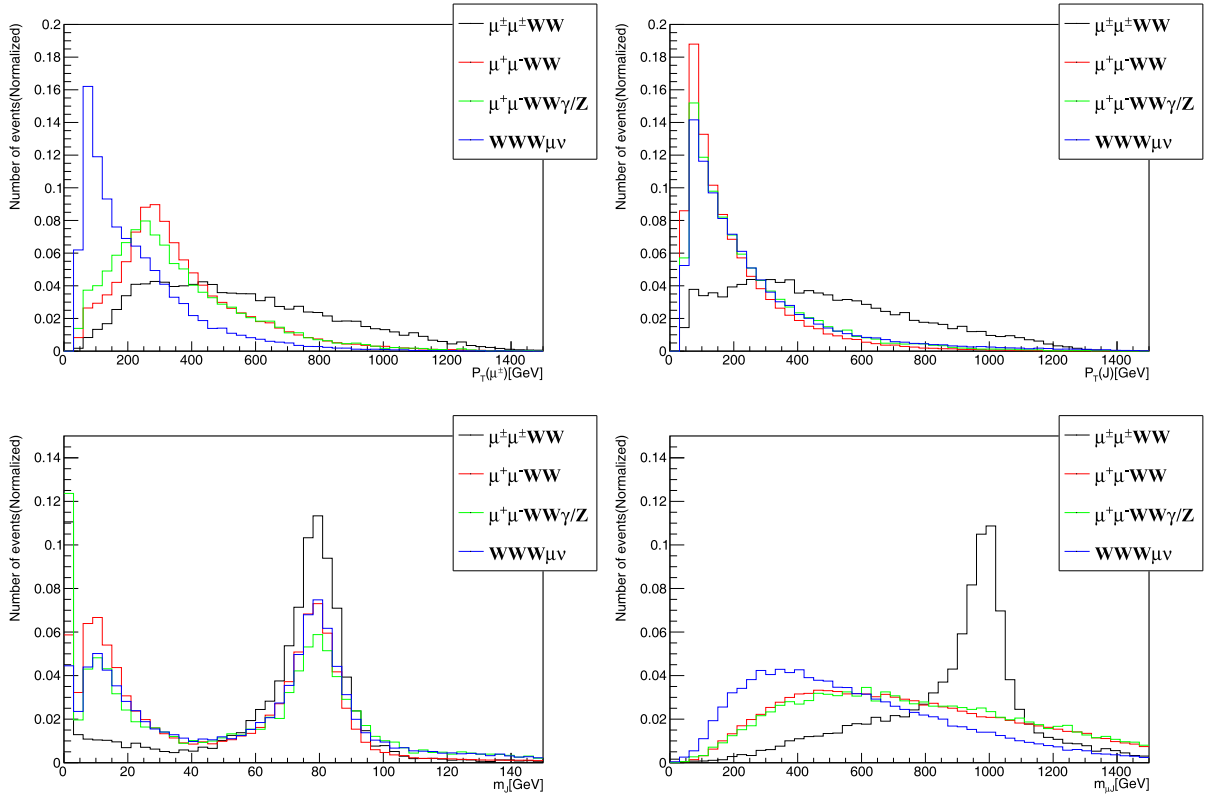 Number of events(Normalized)
0.2
0.18
0.16
0.14
0.12
0.1
0.08
0.06
0.04
0.02
0
0 200 400 600 800 1000 1200 1400
P_T(μ±)[GeV]
μ±μ±WW
μ+μ-WW
μ+μ-WWγ/Z
WWWμν
Number of events(Normalized)
0.2
0.18
0.16
0.14
0.12
0.1
0.08
0.06
0.04
0.02
0
0 200 400 600 800 1000 1200 1400
P_T(J)[GeV]
μ±μ±WW
μ+μ-WW
μ+μ-WWγ/Z
WWWμν
Number of events(Normalized)
0.14
0.12
0.1
0.08
0.06
0.04
0.02
0
0 20 40 60 80 100 120 140
m_J[GeV]
μ±μ±WW
μ+μ-WW
μ+μ-WWγ/Z
WWWμν
Number of events(Normalized)
0.14
0.12
0.1
0.08
0.06
0.04
0.02
0
0 200 400 600 800 1000 1200 1400
m_μJ[GeV]
μ±μ±WW
μ+μ-WW
μ+μ-WWγ/Z
WWWμν